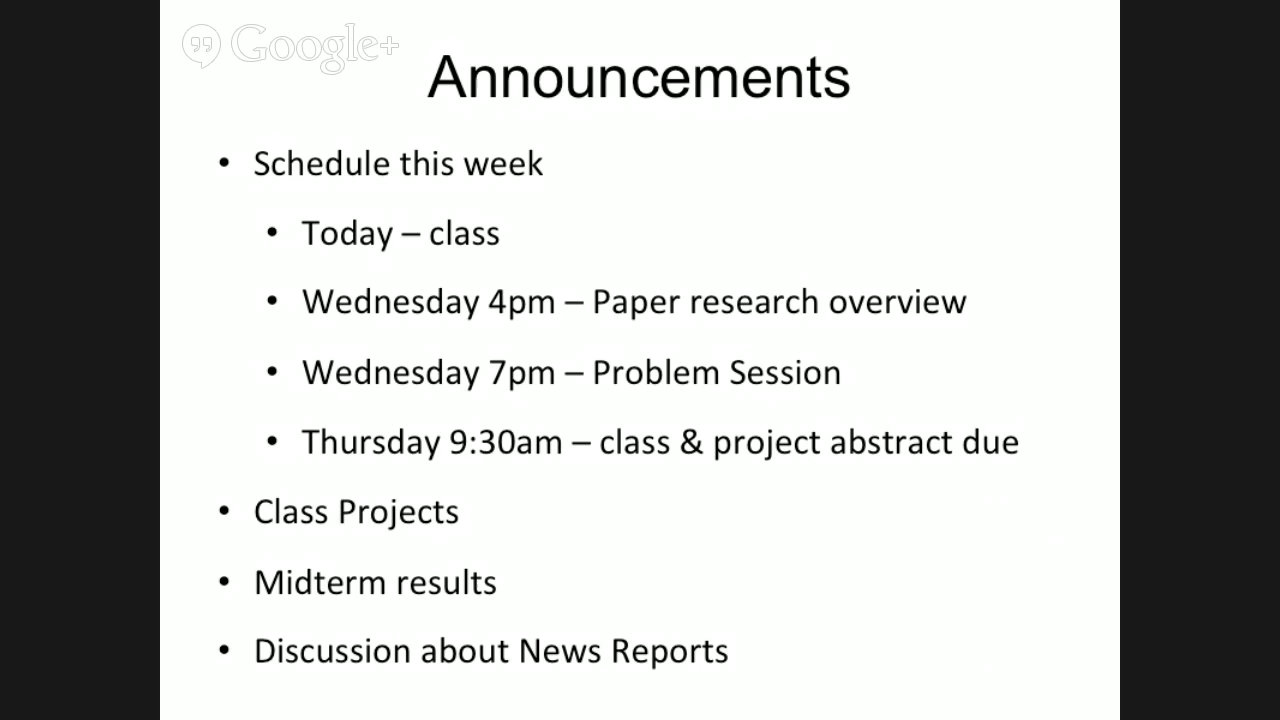 Google+
Announcements
• Schedule this week
• Today – class
• Wednesday 4pm – Paper research overview
• Wednesday 7pm – Problem Session
• Thursday 9:30am – class & project abstract due
• Class Projects
• Midterm results
• Discussion about News Reports